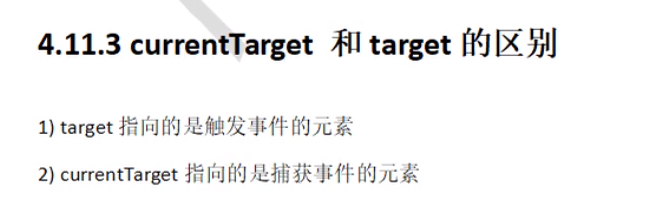 4.11.3 currentTarget 和 target 的区别
1) target 指向的是触发事件的元素
2) currentTarget 指向的是捕获事件的元素